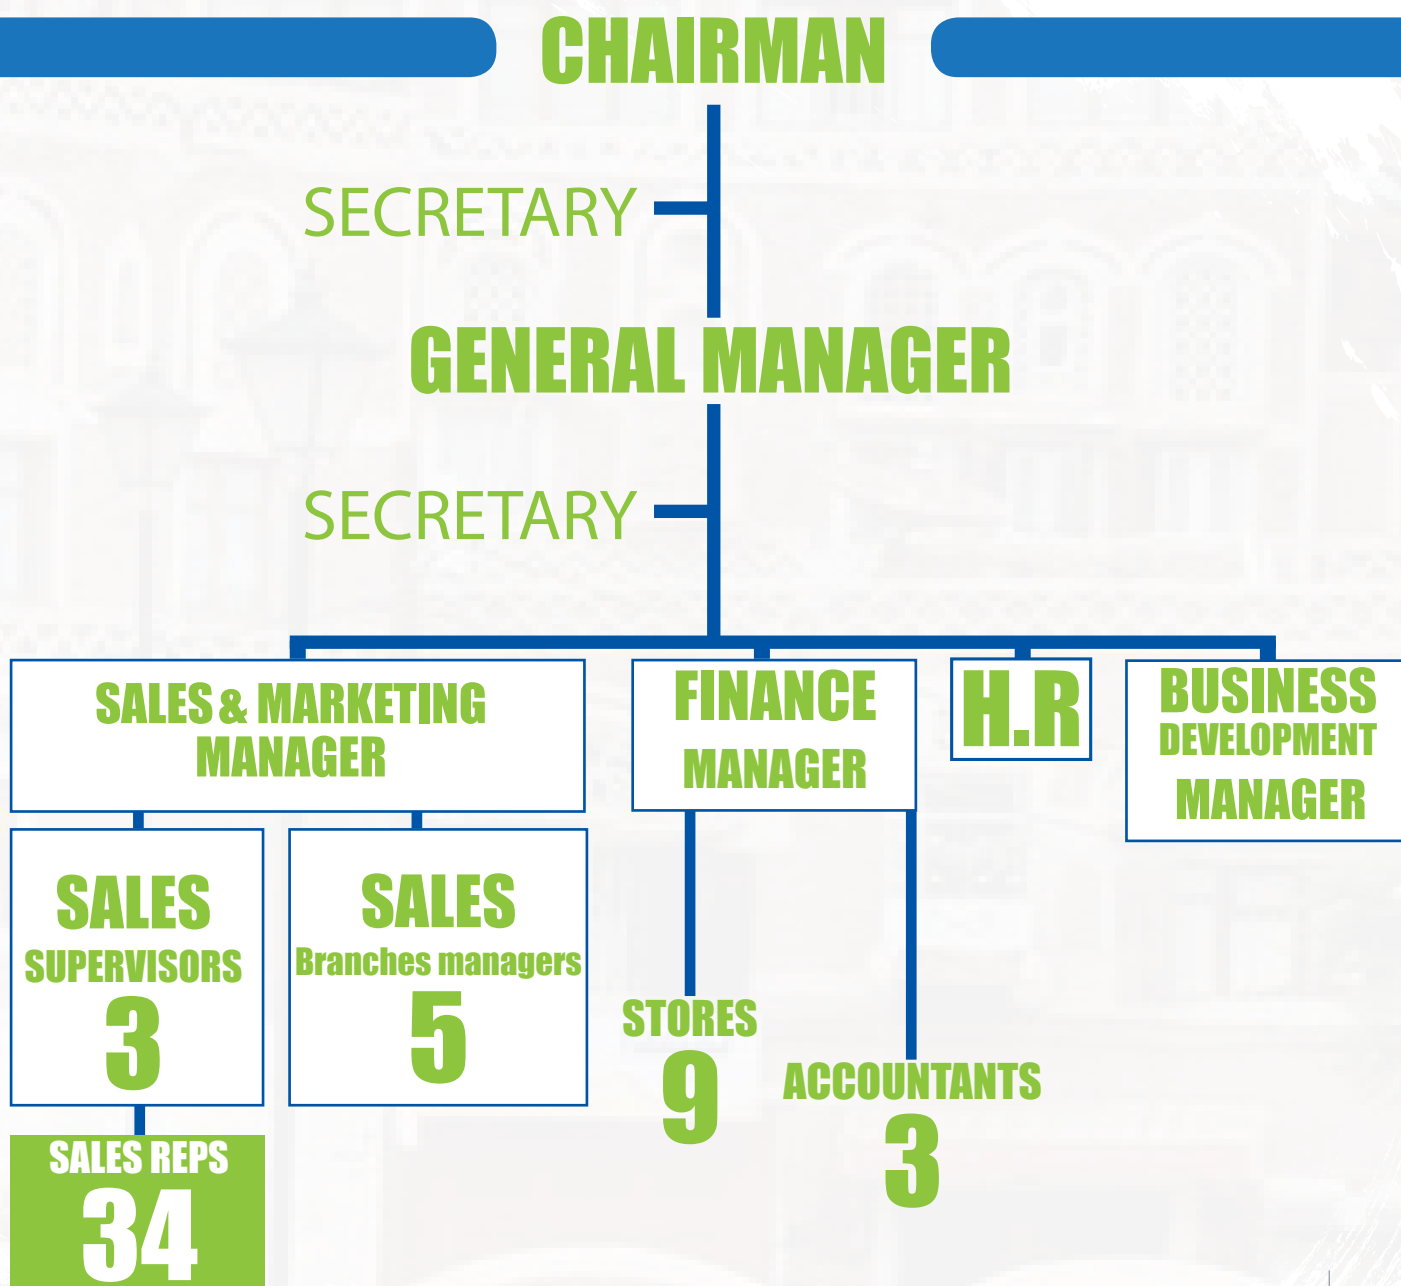 CHAIRMAN
SECRETARY
GENERAL MANAGER
SECRETARY
SALES & MARKETING
MANAGER
FINANCE
MANAGER
H.R
BUSINESS
DEVELOPMENT
MANAGER
SALES
SUPERVISORS
3
SALES
Branches managers
5
STORES
9
ACCOUNTANTS
3
SALES REPS
34